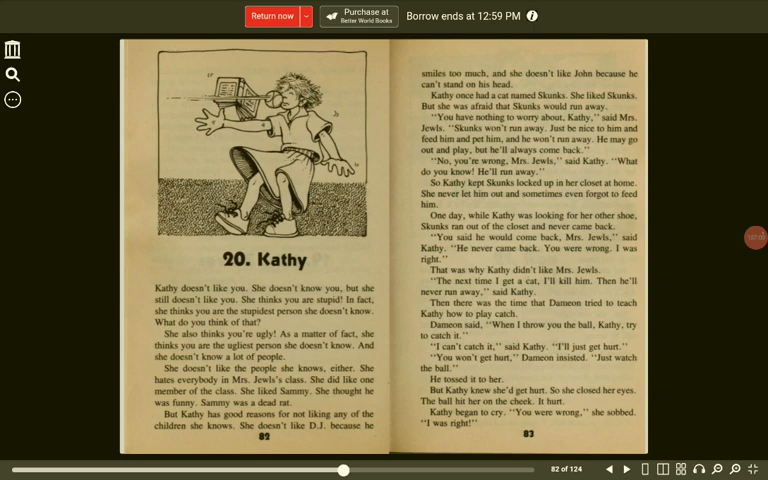 Return now
Purchase at
Better World Books
Borrow ends at 12:59 PM
20. Kathy
Kathy doesn't like you. She doesn't know you, but she
still doesn't like you. She thinks you are stupid! In fact,
she thinks you are the stupidest person she doesn't know.
What do you think of that?
She also thinks you're ugly! As a matter of fact, she
thinks you are the ugliest person she doesn't know. And
she doesn't know a lot of people.
She doesn't like the people she knows, either. She
hates everybody in Mrs. Jewls's class. She did like one
member of the class. She liked Sammy. She thought he
was funny. Sammy was a dead rat.
But Kathy has good reasons for not liking any of the
children she knows. She doesn't like D.J. because he
82
smiles too much, and she doesn't like John because he
can't stand on his head.
Kathy once had a cat named Skunks. She liked Skunks.
But she was afraid that Skunks would run away.
"You have nothing to worry about, Kathy," said Mrs.
Jewls. "Skunks won't run away. Just be nice to him and
feed him and pet him, and he won't run away. He may go
out and play, but he'll always come back."
"No, you're wrong, Mrs. Jewls," said Kathy. "What
do you know! He'll run away."
So Kathy kept Skunks locked up in her closet at home.
She never let him out and sometimes even forgot to feed
him.
One day, while Kathy was looking for her other shoe,
Skunks ran out of the closet and never came back.
"You said he would come back, Mrs. Jewls," said
Kathy. "He never came back. You were wrong. I was
right."
That was why Kathy didn't like Mrs. Jewls.
"The next time I get a cat, I'll kill him. Then he'll
never run away," said Kathy.
Then there was the time that Dameon tried to teach
Kathy how to play catch.
Dameon said, "When I throw you the ball, Kathy, try
to catch it."
"I can't catch it," said Kathy. "I'll just get hurt."
"You won't get hurt," Dameon insisted. "Just watch
the ball."
He tossed it to her.
But Kathy knew she'd get hurt. So she closed her eyes.
The ball hit her on the cheek. It hurt.
Kathy began to cry. "You were wrong," she sobbed.
"I was right!"
83
82 of 124